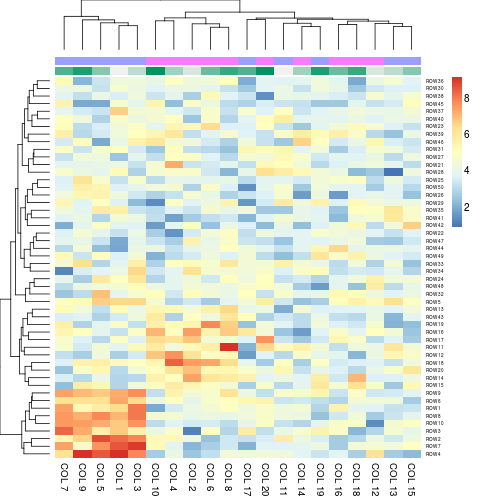 ROW36
ROW30
ROW38
ROW45
ROW37
ROW40
ROW23
ROW39
ROW46
ROW31
ROW27
ROW21
ROW28
ROW25
ROW50
ROW26
ROW29
ROW35
ROW41
ROW42
ROW22
ROW47
ROW44
ROW49
ROW33
ROW34
ROW24
ROW48
ROW32
ROW5
ROW13
ROW43
ROW19
ROW16
ROW17
ROW11
ROW12
ROW18
ROW20
ROW14
ROW15
ROW9
ROW6
ROW1
ROW8
ROW10
ROW3
ROW2
ROW7
ROW4
COL 7
COL 9
COL 5
COL 1
COL 3
COL 10
COL 4
COL 2
COL 6
COL 8
COL 17
COL 20
COL 11
COL 14
COL 19
COL 16
COL 18
COL 12
COL 13
COL 15
8
6
4
2